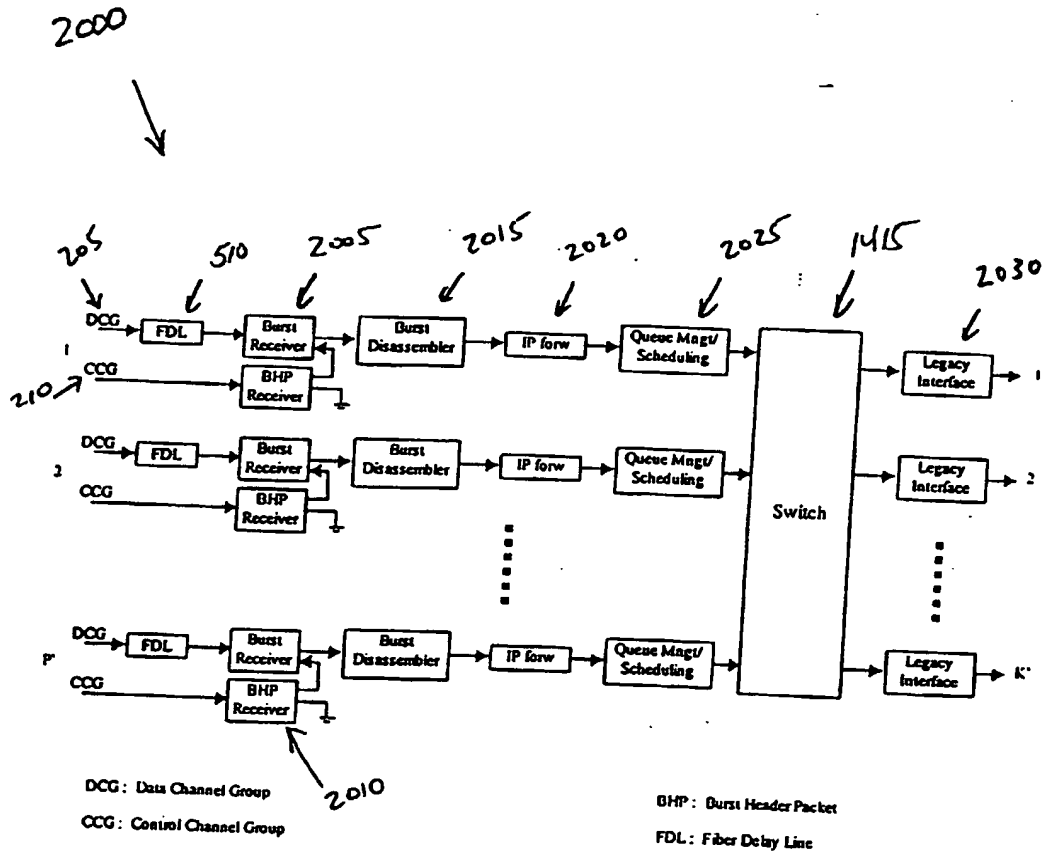 2000
205
510
2005
2015
2020
2025
1415
2030
DCG
FDL
Burst
Receiver
Burst
Disassembler
IP forw
Queue Mngt/
Scheduling
Legacy
Interface
1
1
CCG
210
BHP
Receiver
DCG
FDL
Burst
Receiver
Burst
Disassembler
IP forw
Queue Mngt/
Scheduling
Legacy
Interface
2
2
CCG
BHP
Receiver
Switch
DCG
FDL
Burst
Receiver
Burst
Disassembler
IP forw
Queue Mngt/
Scheduling
Legacy
Interface
K'
P'
CCG
BHP
Receiver
2010
DCG : Data Channel Group
CCG : Control Channel Group
BHP : Burst Header Packet
FDL : Fiber Delay Line